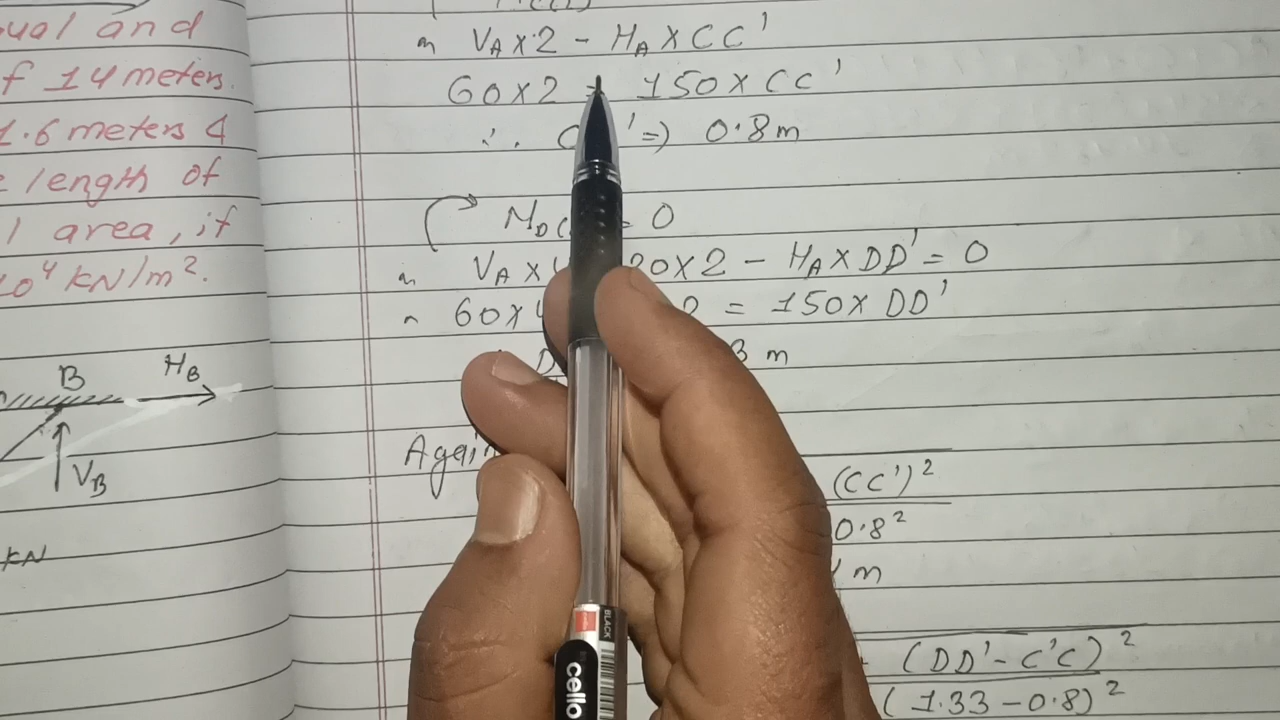 ual and
f 14 meters.
1.6 meters &
length of
area, if
10⁴ KN/m².
B H_B
V_B
KN
V_A × 2 - H_A × CC'
60 × 2 = 150 × CC'
∴ ' => 0.8 m
= 0
V_A × 20 × 2 - H_A × DD' = 0
60 × = 150 × DD'
m
Again
(CC')²
0.8²
m
(DD' - C'C)²
(1.33 - 0.8)²
BLACK
cello